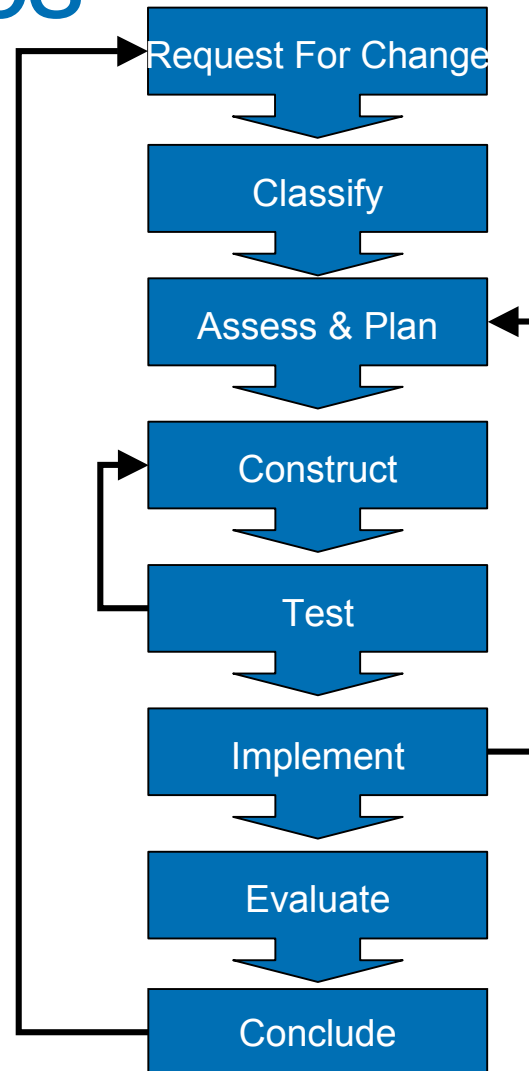 Request For Change
Classify
Assess & Plan
Construct
Test
Implement
Evaluate
Conclude